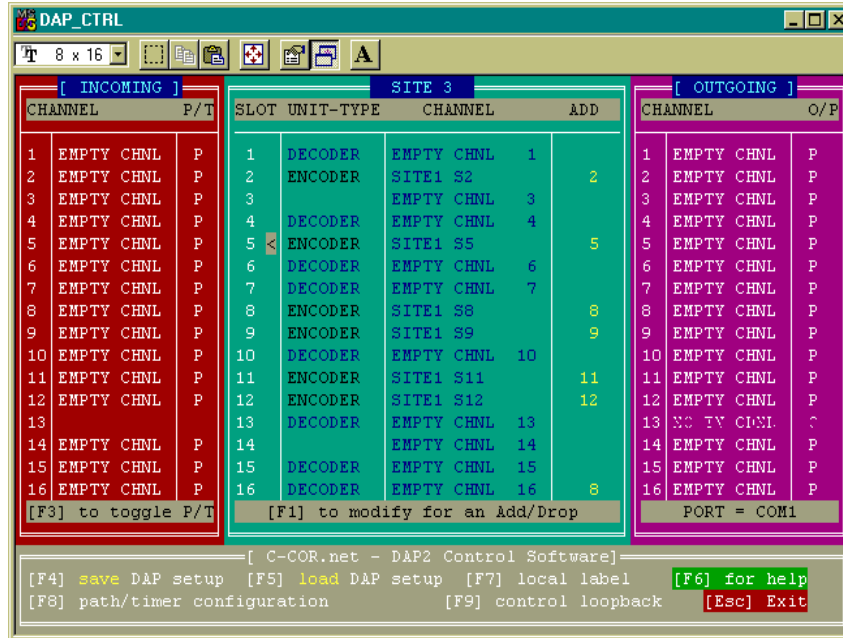 DAP_CTRL
8 x 16
A
[ INCOMING ]
CHANNEL P/T
1 EMPTY CHNL P
2 EMPTY CHNL P
3 EMPTY CHNL P
4 EMPTY CHNL P
5 EMPTY CHNL P
6 EMPTY CHNL P
7 EMPTY CHNL P
8 EMPTY CHNL P
9 EMPTY CHNL P
10 EMPTY CHNL P
11 EMPTY CHNL P
12 EMPTY CHNL P
13
14 EMPTY CHNL P
15 EMPTY CHNL P
16 EMPTY CHNL P
[F3] to toggle P/T
SITE 3
SLOT UNIT-TYPE CHANNEL ADD
1 DECODER EMPTY CHNL 1
2 ENCODER SITE1 S2 2
3 EMPTY CHNL 3
4 DECODER EMPTY CHNL 4
5 < ENCODER SITE1 S5 5
6 DECODER EMPTY CHNL 6
7 DECODER EMPTY CHNL 7
8 ENCODER SITE1 S8 8
9 ENCODER SITE1 S9 9
10 DECODER EMPTY CHNL 10
11 ENCODER SITE1 S11 11
12 ENCODER SITE1 S12 12
13 DECODER EMPTY CHNL 13
14 EMPTY CHNL 14
15 DECODER EMPTY CHNL 15
16 DECODER EMPTY CHNL 16 8
[F1] to modify for an Add/Drop
[ OUTGOING ]
CHANNEL O/P
1 EMPTY CHNL P
2 EMPTY CHNL P
3 EMPTY CHNL P
4 EMPTY CHNL P
5 EMPTY CHNL P
6 EMPTY CHNL P
7 EMPTY CHNL P
8 EMPTY CHNL P
9 EMPTY CHNL P
10 EMPTY CHNL P
11 EMPTY CHNL P
12 EMPTY CHNL P
13
14 EMPTY CHNL P
15 EMPTY CHNL P
16 EMPTY CHNL P
PORT = COM1
[ C-COR.net - DAP2 Control Software]
[F4] save DAP setup [F5] load DAP setup [F7] local label [F6] for help
[F8] path/timer configuration [F9] control loopback [Esc] Exit